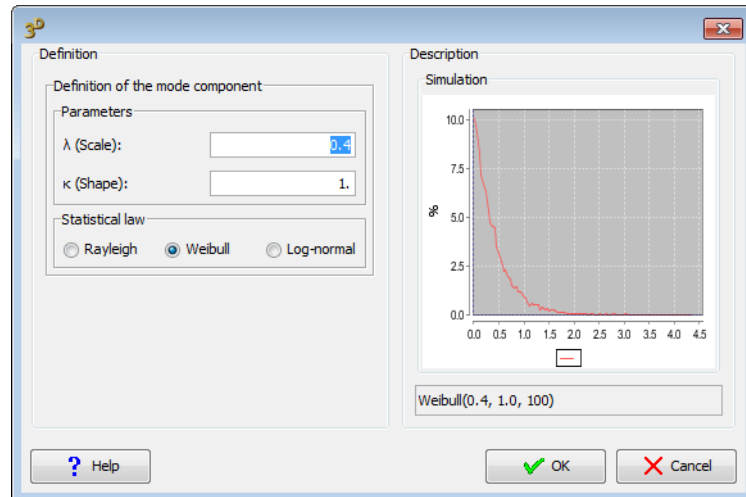 3D
Definition
Definition of the mode component
Parameters
λ (Scale):
0.4
κ (Shape):
1.
Statistical law
Rayleigh
Weibull
Log-normal
Description
Simulation
%
10.0
7.5
5.0
2.5
0.0
0.0 0.5 1.0 1.5 2.0 2.5 3.0 3.5 4.0 4.5
Weibull(0.4, 1.0, 100)
? Help
OK
Cancel